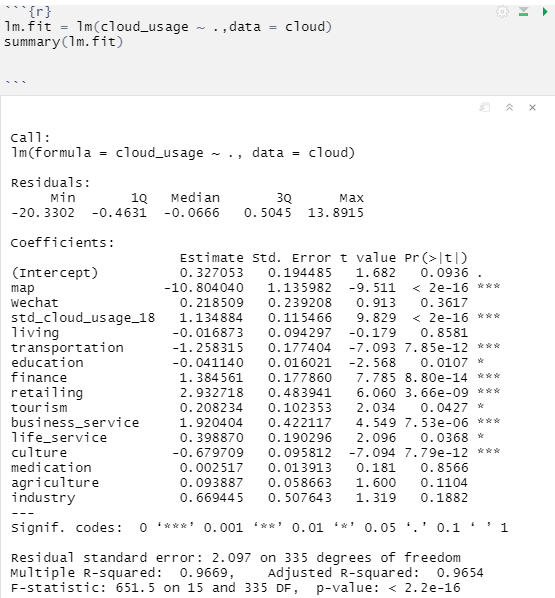 ```{r}
lm.fit = lm(cloud_usage ~ .,data = cloud)
summary(lm.fit)
```
Call:
lm(formula = cloud_usage ~ ., data = cloud)
Residuals:
     Min       1Q   Median       3Q      Max
-20.3302  -0.4631  -0.0666   0.5045  13.8915
Coefficients:
                    Estimate Std. Error t value Pr(>|t|)
(Intercept)         0.327053   0.194485   1.682   0.0936 .
map               -10.804040   1.135982  -9.511  < 2e-16 ***
wechat              0.218509   0.239208   0.913   0.3617
std_cloud_usage_18  1.134884   0.115466   9.829  < 2e-16 ***
living             -0.016873   0.094297  -0.179   0.8581
transportation     -1.258315   0.177404  -7.093 7.85e-12 ***
education          -0.041140   0.016021  -2.568   0.0107 *
finance             1.384561   0.177860   7.785 8.80e-14 ***
retailing           2.932718   0.483941   6.060 3.66e-09 ***
tourism             0.208234   0.102353   2.034   0.0427 *
business_service    1.920404   0.422117   4.549 7.53e-06 ***
life_service        0.398870   0.190296   2.096   0.0368 *
culture            -0.679709   0.095812  -7.094 7.79e-12 ***
medication          0.002517   0.013913   0.181   0.8566
agriculture         0.093887   0.058663   1.600   0.1104
industry            0.669445   0.507643   1.319   0.1882
---
Signif. codes:  0 ‘***’ 0.001 ‘**’ 0.01 ‘*’ 0.05 ‘.’ 0.1 ‘ ’ 1
Residual standard error: 2.097 on 335 degrees of freedom
Multiple R-squared:  0.9669,    Adjusted R-squared:  0.9654
F-statistic: 651.5 on 15 and 335 DF,  p-value: < 2.2e-16